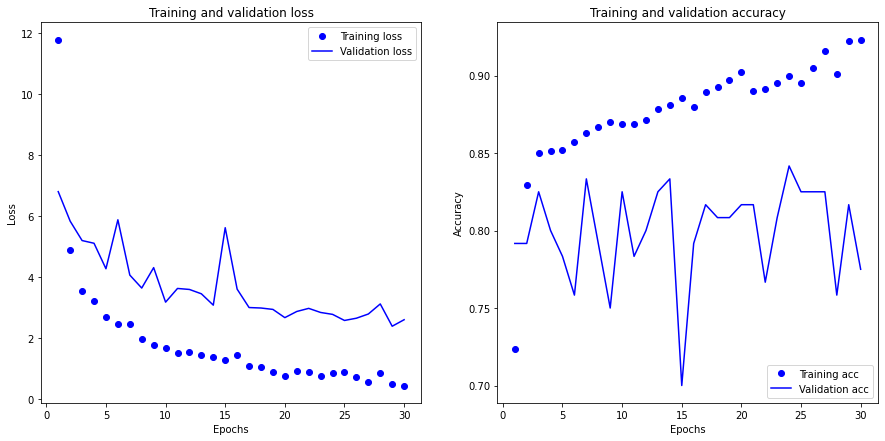 Training and validation loss
12
10
8
6
4
2
0
Loss
Training loss
Validation loss
0
5
10
15
20
25
30
Epochs
Training and validation accuracy
0.90
0.85
0.80
0.75
0.70
Accuracy
Training acc
Validation acc
0
5
10
15
20
25
30
Epochs